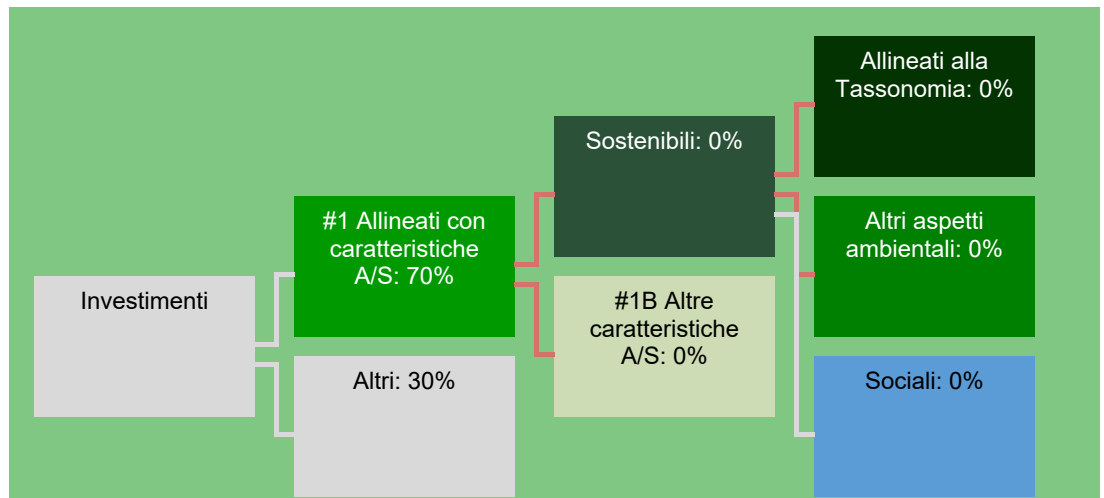 Investimenti
#1 Allineati con
caratteristiche
A/S: 70%
Altri: 30%
Sostenibili: 0%
#1B Altre
caratteristiche
A/S: 0%
Allineati alla
Tassonomia: 0%
Altri aspetti
ambientali: 0%
Sociali: 0%